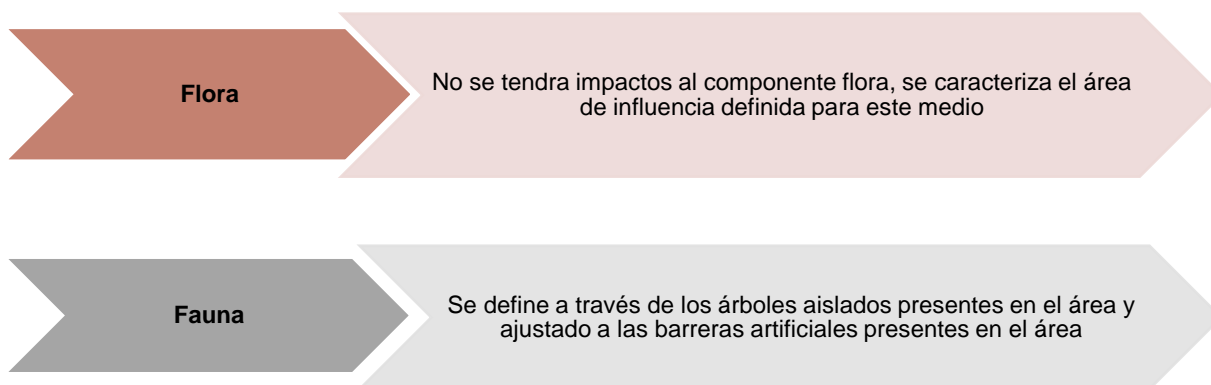 Flora
No se tendra impactos al componente flora, se caracteriza el área
de influencia definida para este medio
Fauna
Se define a través de los árboles aislados presentes en el área y
ajustado a las barreras artificiales presentes en el área